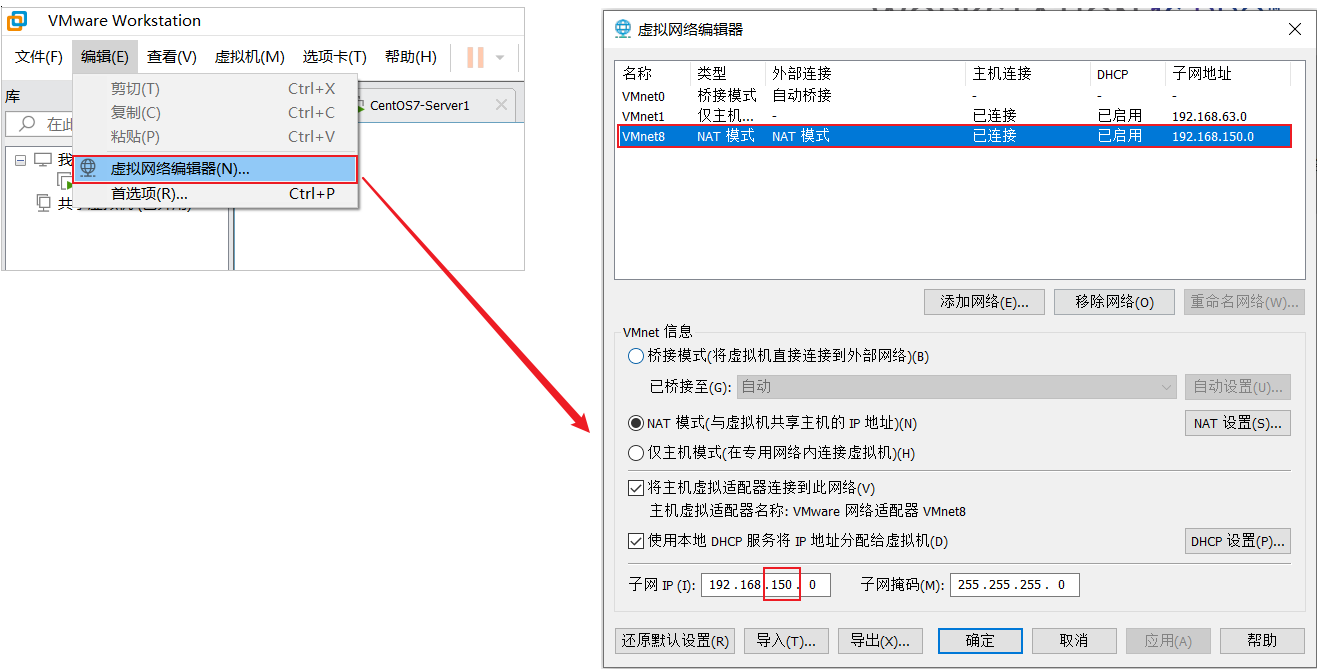 VMware Workstation
文件(F) 编辑(E) 查看(V) 虚拟机(M) 选项卡(T) 帮助(H)
库
在此
剪切(T) Ctrl+X
复制(C) Ctrl+C
粘贴(P) Ctrl+V
虚拟网络编辑器(N)...
首选项(R)... Ctrl+P
CentOS7-Server1
我
虚拟网络编辑器
名称 类型 外部连接 主机连接 DHCP 子网地址
VMnet0 桥接模式 自动桥接 - - -
VMnet1 仅主机... - 已连接 已启用 192.168.63.0
VMnet8 NAT 模式 NAT 模式 已连接 已启用 192.168.150.0
添加网络(E)... 移除网络(O) 重命名网络(W)...
VMnet 信息
桥接模式(将虚拟机直接连接到外部网络)(B)
已桥接至(G): 自动 自动设置(U)...
NAT 模式(与虚拟机共享主机的 IP 地址)(N) NAT 设置(S)...
仅主机模式(在专用网络内连接虚拟机)(H)
将主机虚拟适配器连接到此网络(V)
主机虚拟适配器名称: VMware 网络适配器 VMnet8
使用本地 DHCP 服务将 IP 地址分配给虚拟机(D) DHCP 设置(P)...
子网 IP (I): 192.168.150.0 子网掩码(M): 255.255.255.0
还原默认设置(R) 导入(T)... 导出(X)... 确定 取消 应用(A) 帮助